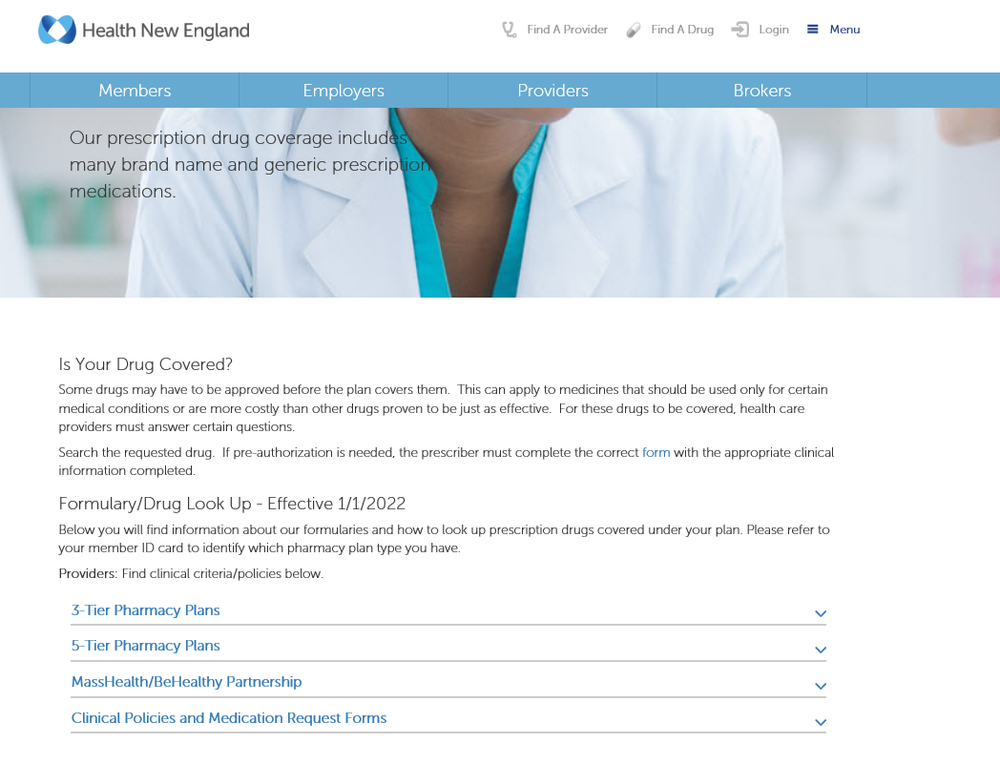 Health New England
Find A Provider
Find A Drug
Login
Menu
Members
Employers
Providers
Brokers
Our prescription drug coverage includes
many brand name and generic prescription
medications.
Is Your Drug Covered?
Some drugs may have to be approved before the plan covers them.  This can apply to medicines that should be used only for certain
medical conditions or are more costly than other drugs proven to be just as effective.  For these drugs to be covered, health care
providers must answer certain questions.
Search the requested drug.  If pre-authorization is needed, the prescriber must complete the correct form with the appropriate clinical
information completed.
Formulary/Drug Look Up - Effective 1/1/2022
Below you will find information about our formularies and how to look up prescription drugs covered under your plan. Please refer to
your member ID card to identify which pharmacy plan type you have.
Providers: Find clinical criteria/policies below.
3-Tier Pharmacy Plans
5-Tier Pharmacy Plans
MassHealth/BeHealthy Partnership
Clinical Policies and Medication Request Forms